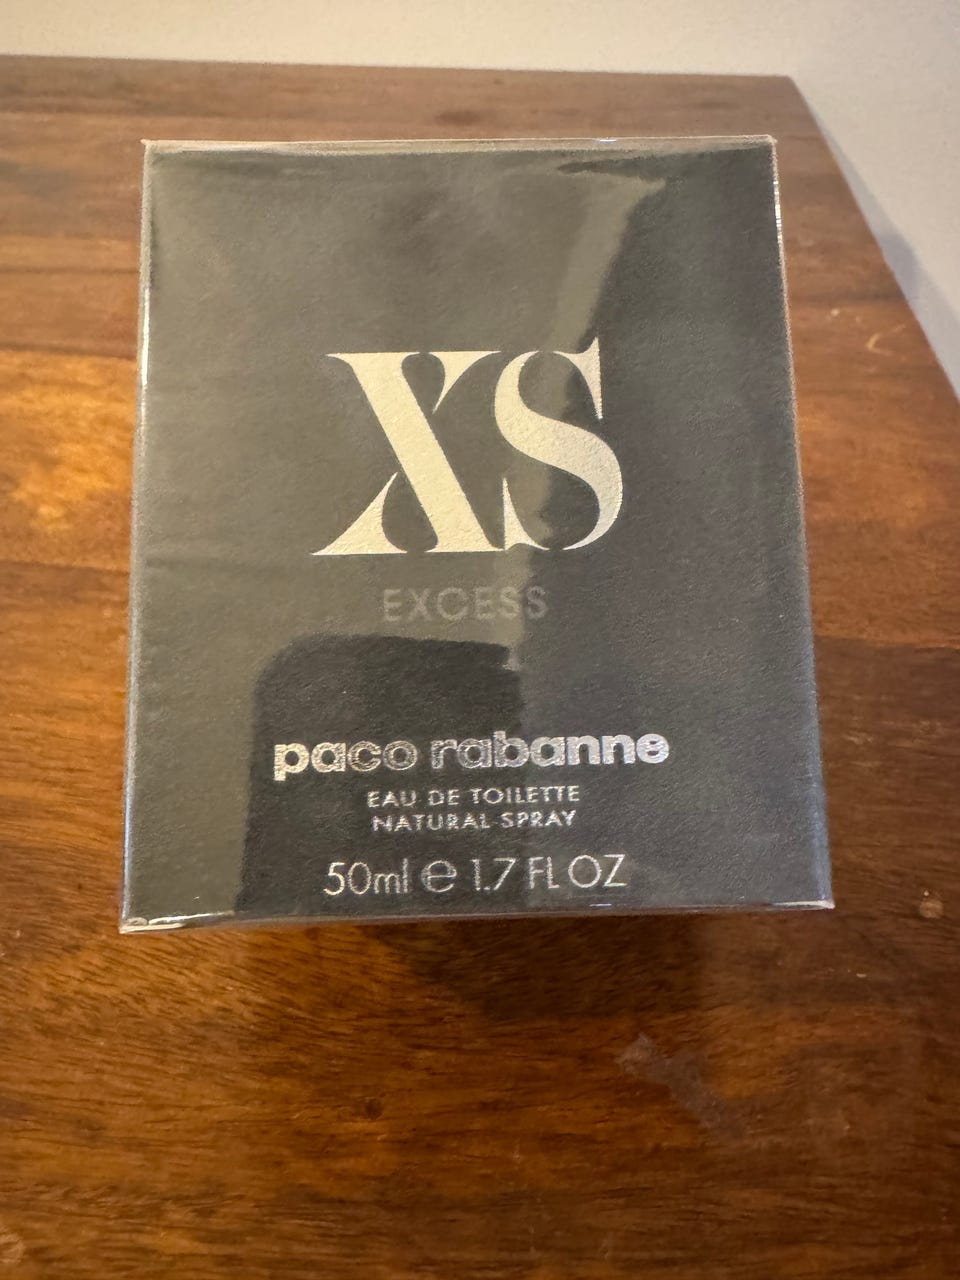 XS
EXCESS
paco rabanne
EAU DE TOILETTE
NATURAL SPRAY
50ml ℮ 1.7 FL OZ